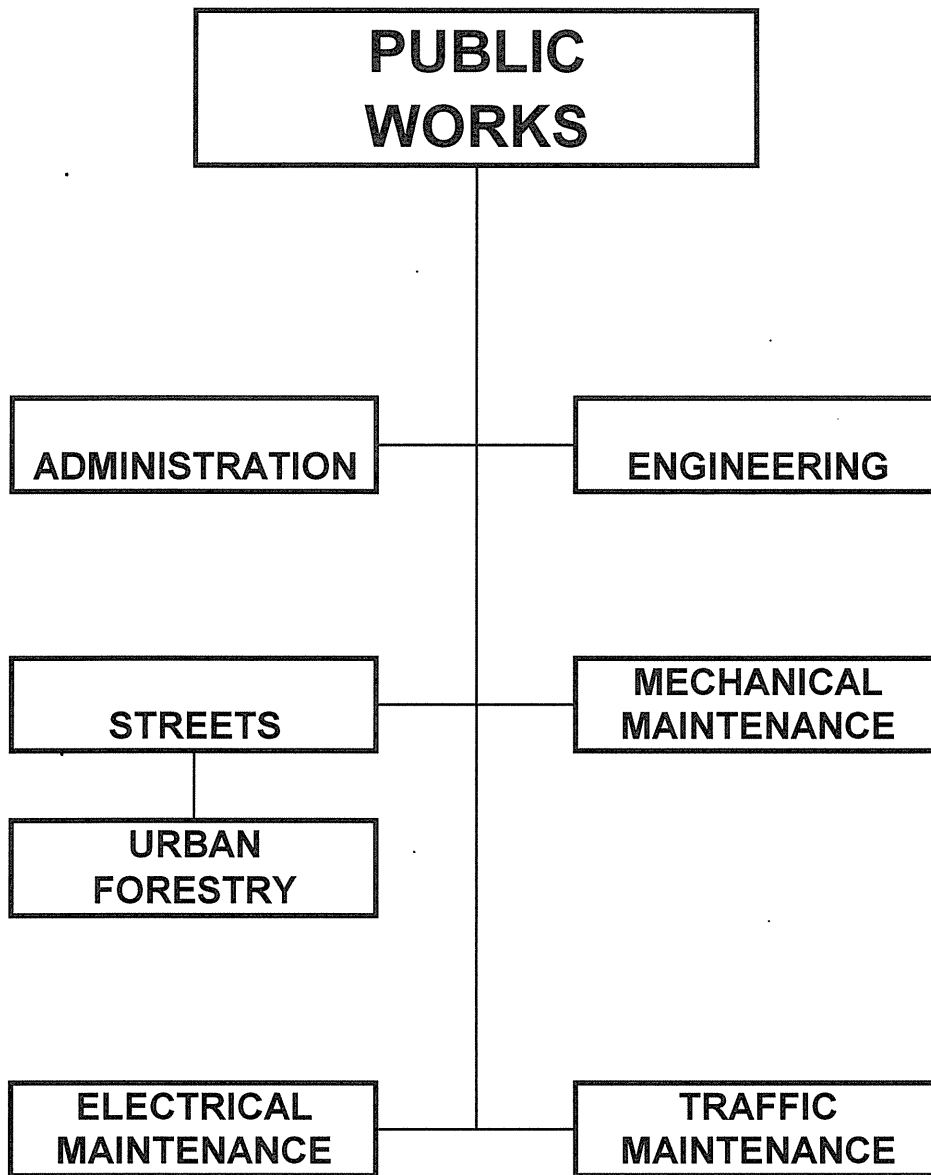 PUBLIC
WORKS
ADMINISTRATION
ENGINEERING
STREETS
MECHANICAL
MAINTENANCE
URBAN
FORESTRY
ELECTRICAL
MAINTENANCE
TRAFFIC
MAINTENANCE